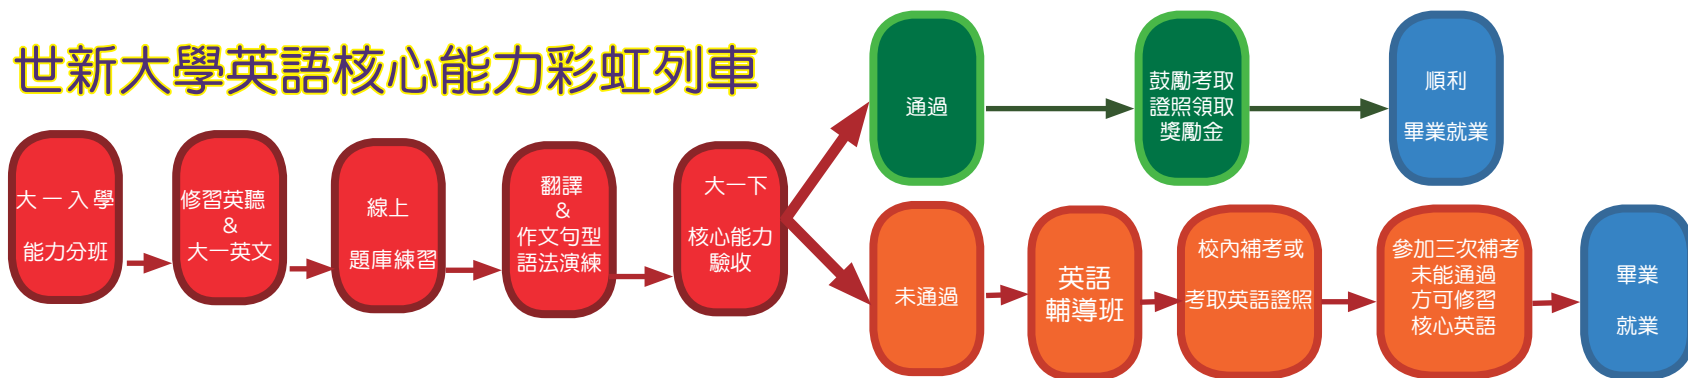 世新大學英語核心能力彩虹列車
大一入學
能力分班
修習英聽
&
大一英文
線上
題庫練習
翻譯
&
作文句型
語法演練
大一下
核心能力
驗收
通過
鼓勵考取
證照領取
獎勵金
順利
畢業就業
未通過
英語
輔導班
校內補考或
考取英語證照
參加三次補考
未能通過
方可修習
核心英語
畢業
就業